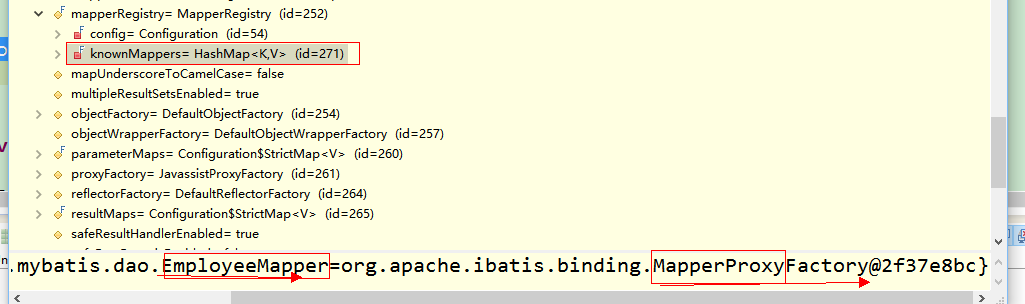 mapperRegistry= MapperRegistry (id=252)
config= Configuration (id=54)
knownMappers= HashMap<K,V> (id=271)
mapUnderscoreToCamelCase= false
multipleResultSetsEnabled= true
objectFactory= DefaultObjectFactory (id=254)
objectWrapperFactory= DefaultObjectWrapperFactory (id=257)
parameterMaps= Configuration$StrictMap<V> (id=260)
proxyFactory= JavassistProxyFactory (id=261)
reflectorFactory= DefaultReflectorFactory (id=264)
resultMaps= Configuration$StrictMap<V> (id=265)
safeResultHandlerEnabled= true
.mybatis.dao.EmployeeMapper=org.apache.ibatis.binding.MapperProxyFactory@2f37e8bc}